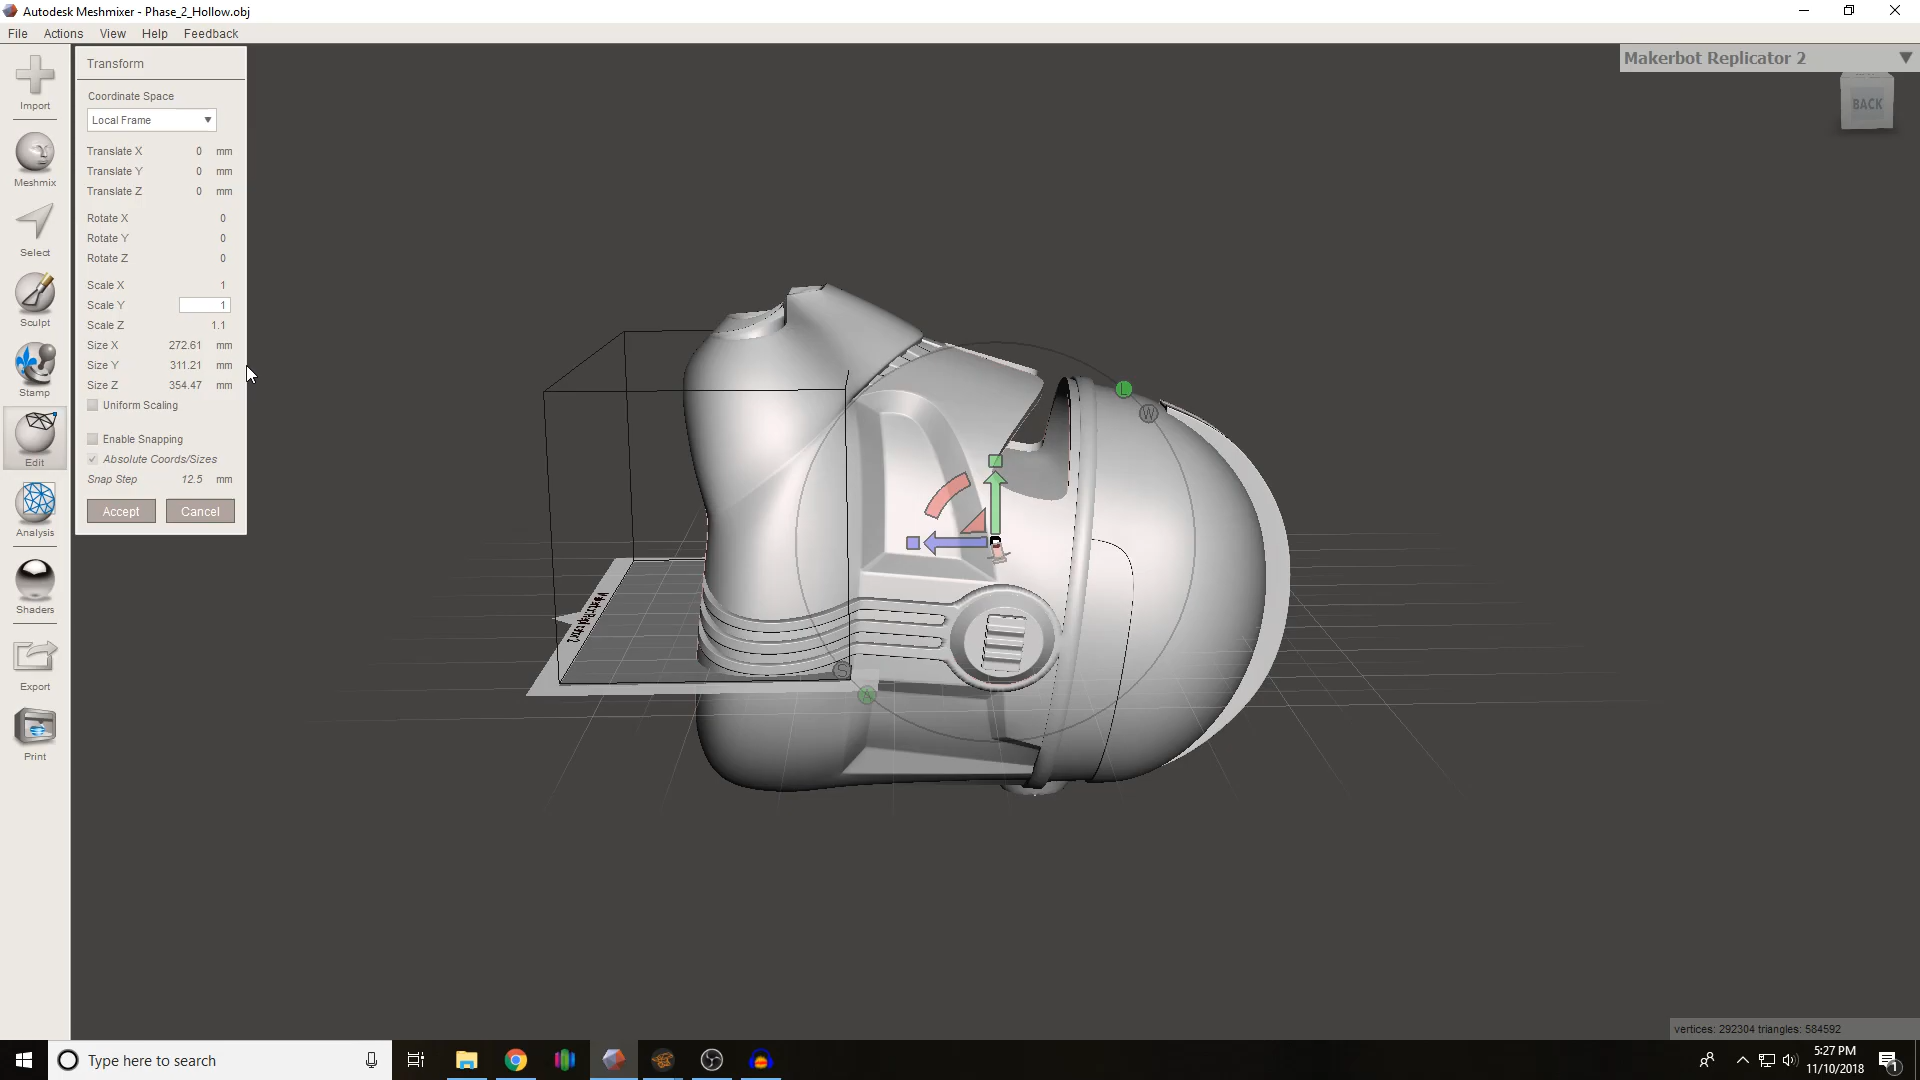 Autodesk Meshmixer - Phase_2_Hollow.obj
File Actions View Help Feedback
Import
Meshmix
Select
Sculpt
Stamp
Edit
Analysis
Shaders
Export
Print
Transform
Coordinate Space
Local Frame
Translate X 0 mm
Translate Y 0 mm
Translate Z 0 mm
Rotate X 0
Rotate Y 0
Rotate Z 0
Scale X 1
Scale Y 1
Scale Z 1.1
Size X 272.61 mm
Size Y 311.21 mm
Size Z 354.47 mm
Uniform Scaling
Enable Snapping
Absolute Coords/Sizes
Snap Step 12.5 mm
Accept Cancel
Makerbot Replicator 2
BACK
L
W
S
A
vertices: 292304 triangles: 584592
Type here to search
5:27 PM
11/10/2018
1